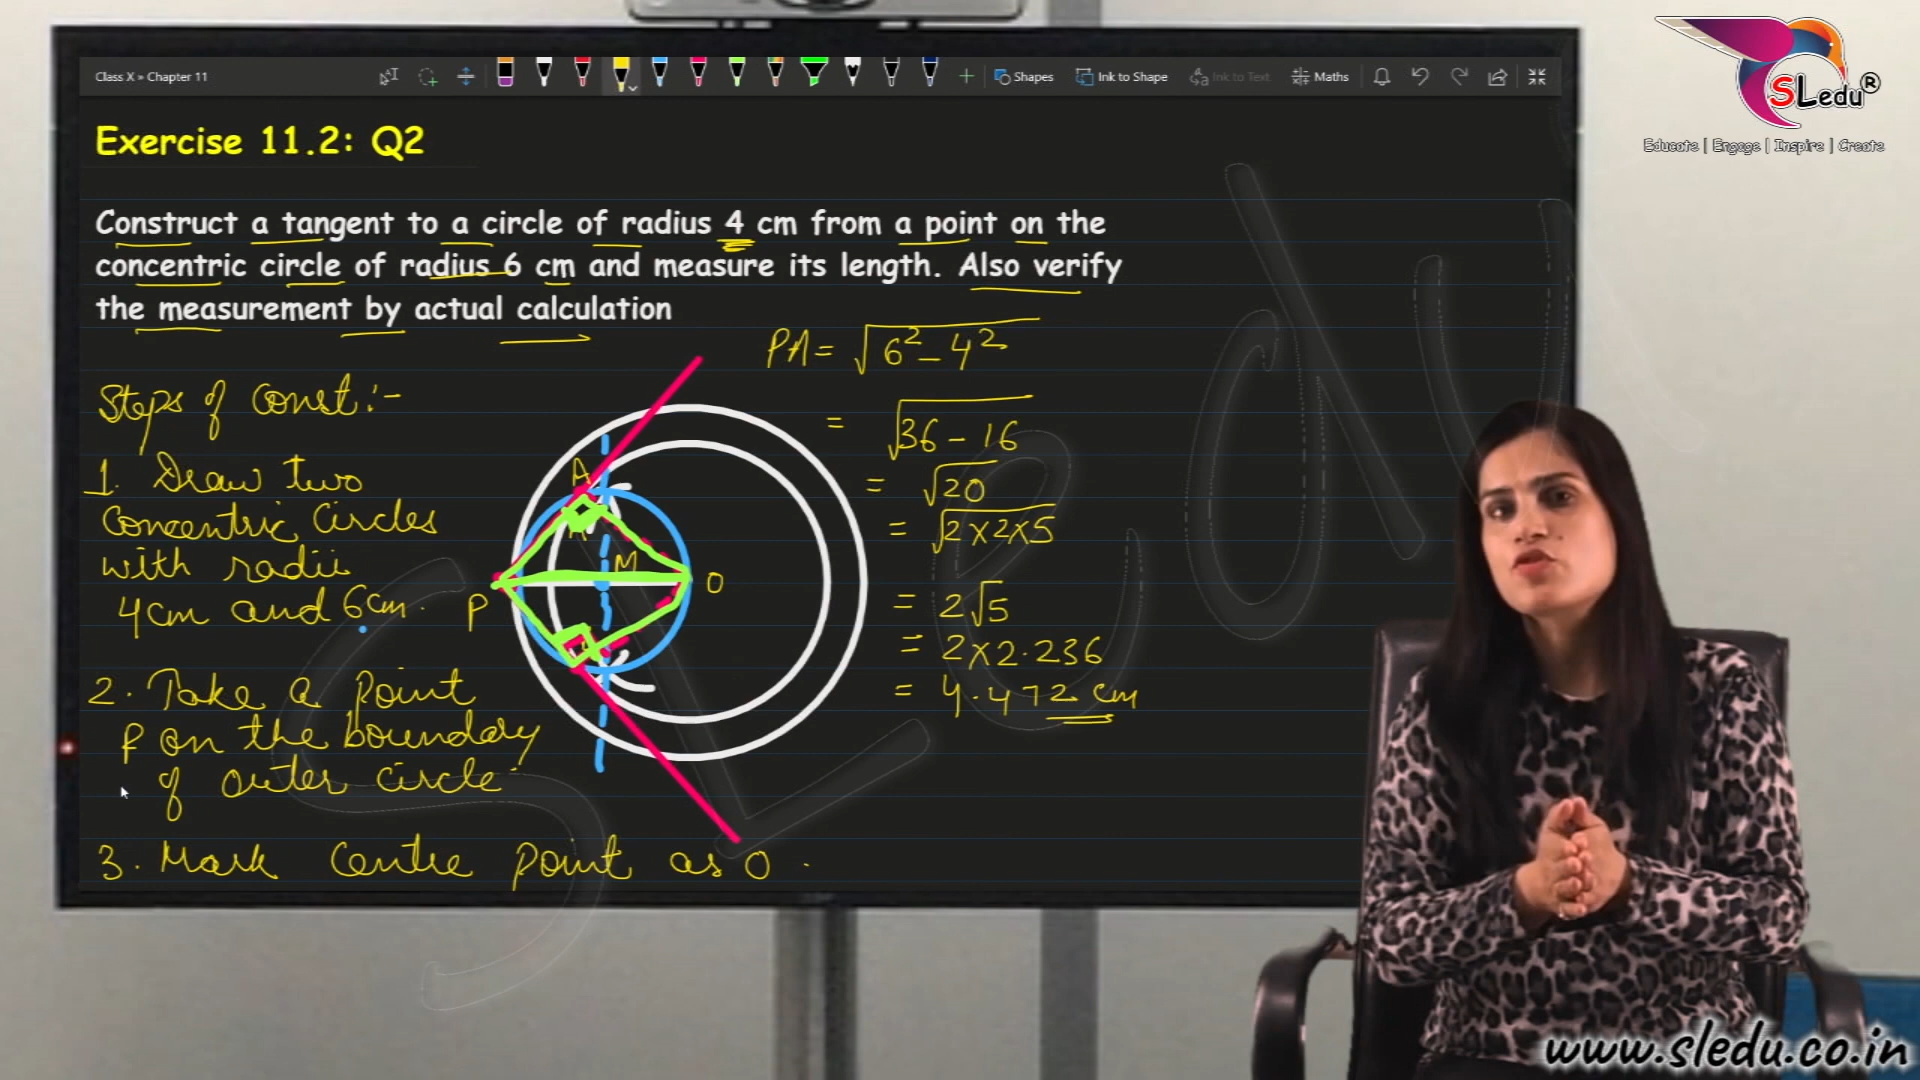 Class X » Chapter 11
Shapes
Ink to Shape
Ink to Text
Maths
SLedu®
Educate | Engage | Inspire | Create
Exercise 11.2: Q2
Construct a tangent to a circle of radius 4 cm from a point on the
concentric circle of radius 6 cm and measure its length. Also verify
the measurement by actual calculation
Steps of Const:-
1. Draw two
Concentric Circles
with radii
4cm and 6cm.
2. Take a Point
P on the boundary
of outer circle.
3. Mark Centre Point as O.
A
M
O
P
PA = √6² - 4²
= √36 - 16
= √20
= √2×2×5
= 2√5
= 2×2.236
= 4.472 cm
SLedu
www.sledu.co.in